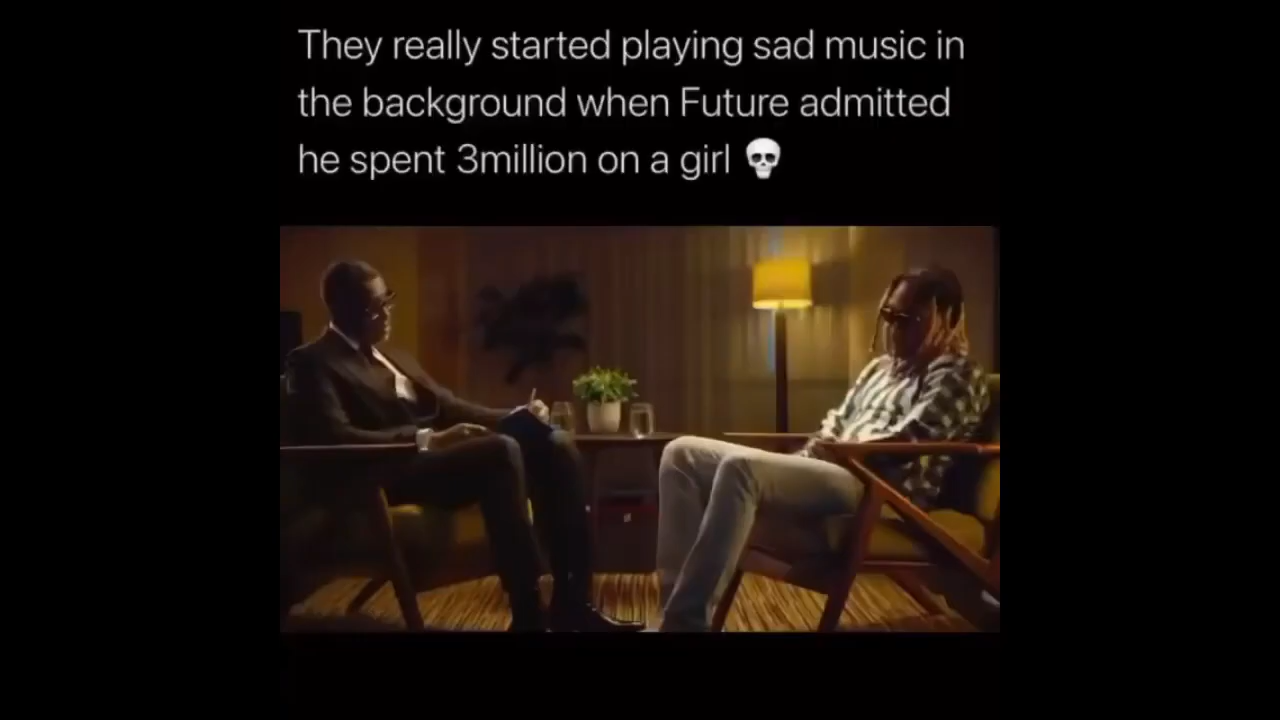 They really started playing sad music in
the background when Future admitted
he spent 3million on a girl 💀